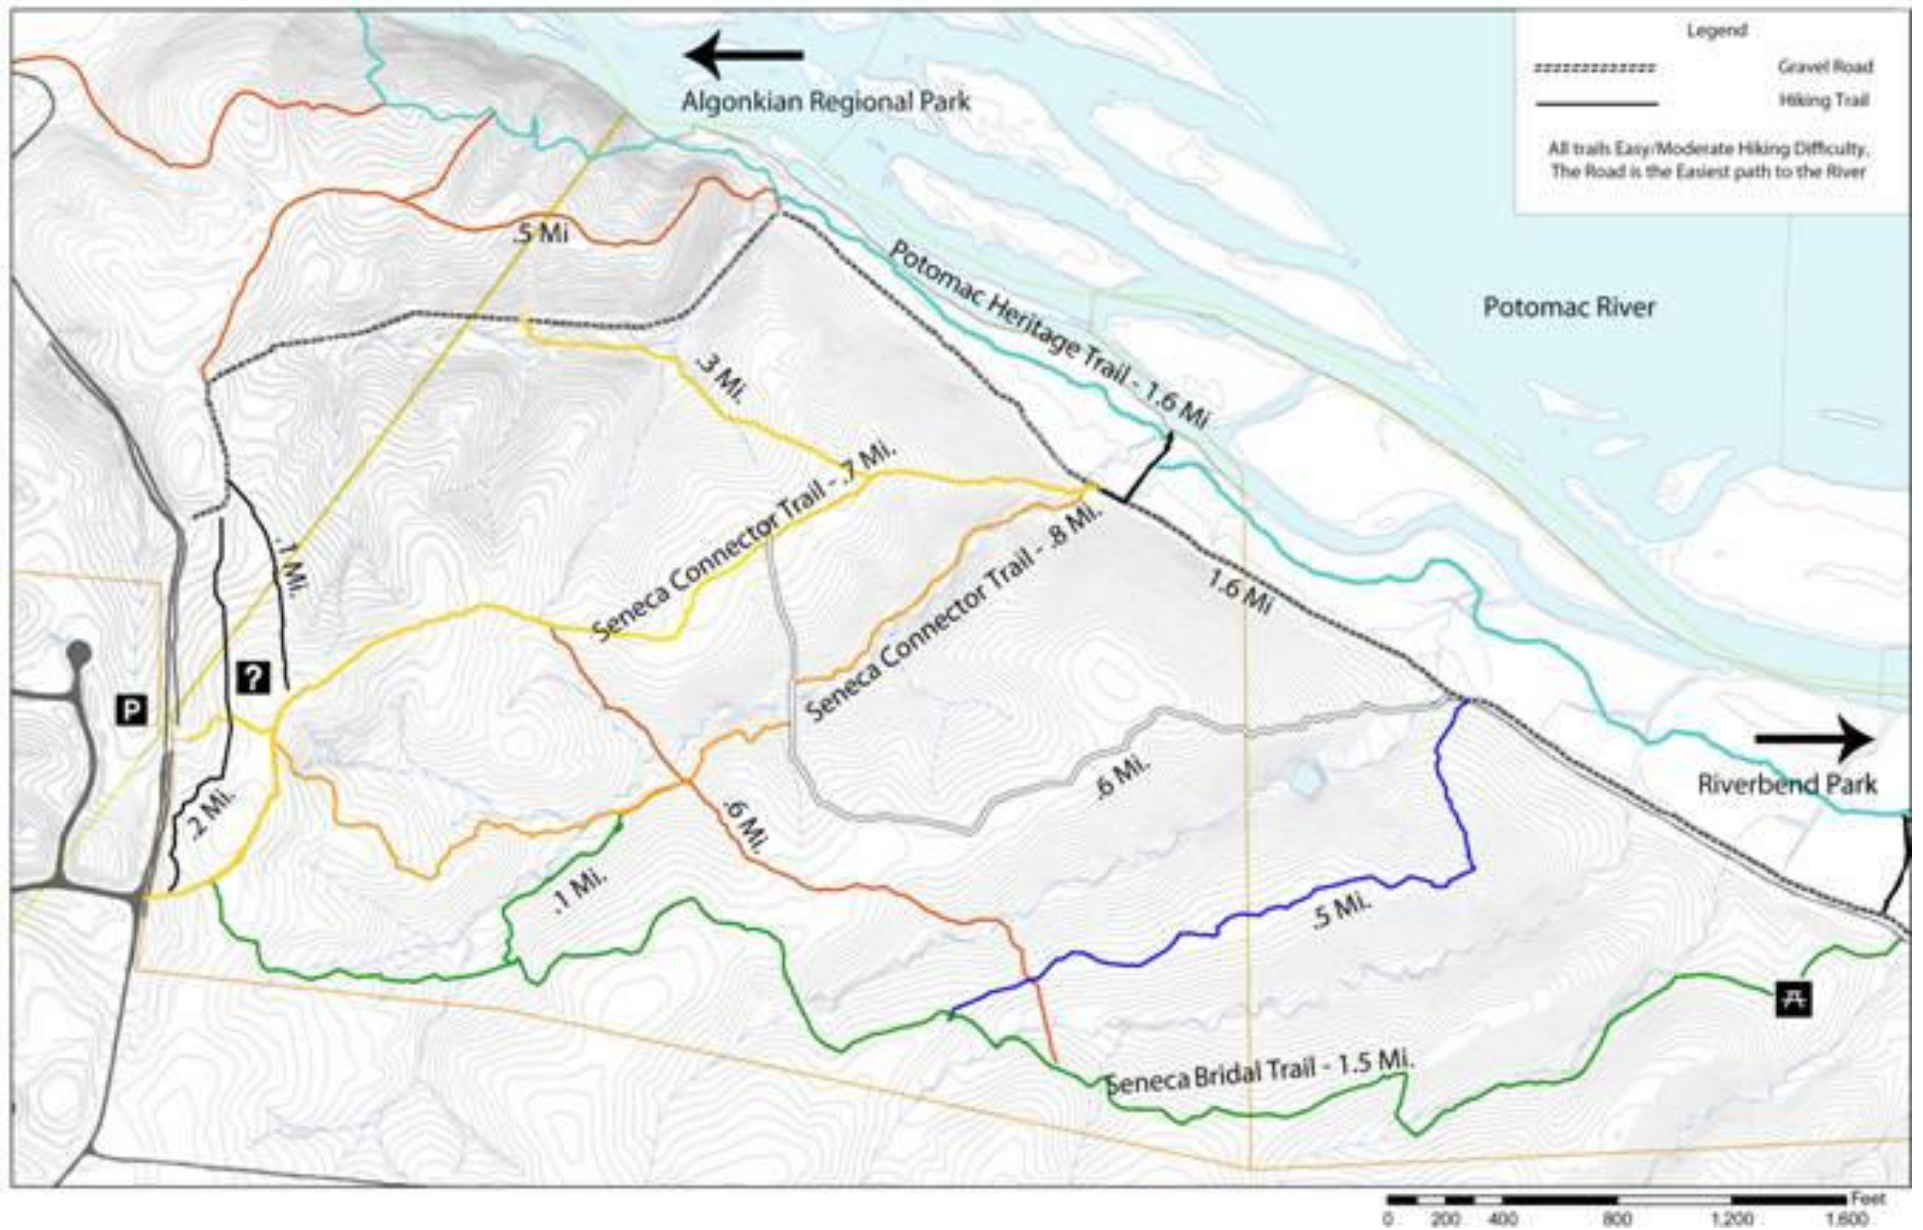 Legend
Gravel Road
Hiking Trail
All trails Easy/Moderate Hiking Difficulty.
The Road is the Easiest path to the River
Algonkian Regional Park
Potomac River
.5 Mi
Potomac Heritage Trail - 1.6 Mi
.3 Mi.
Seneca Connector Trail - .7 Mi.
Seneca Connector Trail - .8 Mi.
.1 Mi.
1.6 Mi
?
P
Riverbend Park
.2 Mi.
.6 Mi.
.6 Mi.
.1 Mi.
.5 Mi.
Seneca Bridal Trail - 1.5 Mi.
Feet
0 200 400 800 1,200 1,600